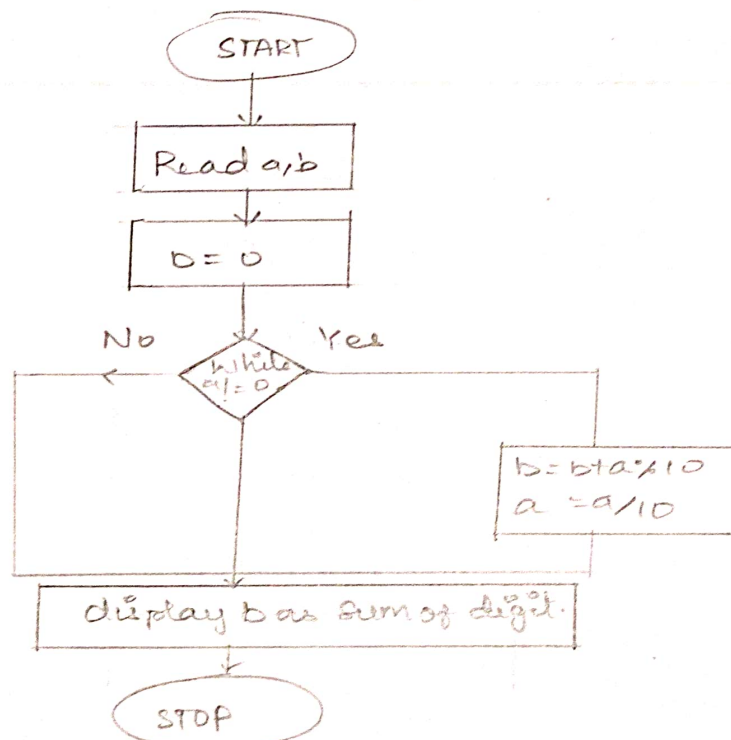 START
Read a,b
b = 0
No
Yes
While
a!=0
b=b+a%10
a =a/10
display b as sum of digit.
STOP